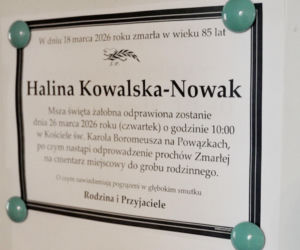 W dniu 18 marca 2026 roku zmarła w wieku 85 lat
Halina Kowalska-Nowak
Msza święta żałobna odprawiona zostanie
dnia 26 marca 2026 roku (czwartek) o godzinie 10:00
w Kościele św. Karola Boromeusza na Powązkach,
po czym nastąpi odprowadzenie prochów Zmarłej
na cmentarz miejscowy do grobu rodzinnego.
O czym zawiadamiają pogrążeni w głębokim smutku
Rodzina i Przyjaciele